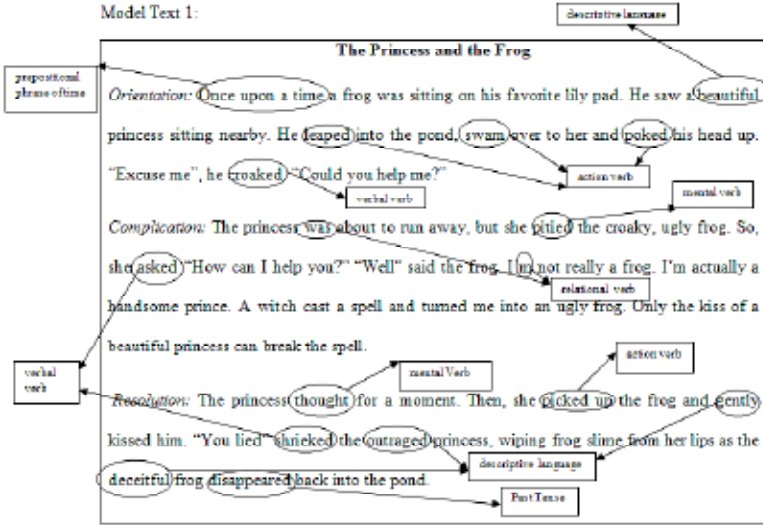 Model Text 1:
descriptive language
The Princess and the Frog
prepositional
phrase of time
Orientation: Once upon a time a frog was sitting on his favorite lily pad. He saw a beautiful
princess sitting nearby. He leaped into the pond, swam over to her and poked his head up.
"Excuse me", he croaked, "Could you help me?"
action verb
verbal verb
mental verb
Complication: The princess was about to run away, but she pitied the croaky, ugly frog. So,
she asked "How can I help you?" "Well" said the frog. I'm not really a frog. I'm actually a
relational verb
handsome prince. A witch cast a spell and turned me into an ugly frog. Only the kiss of a
beautiful princess can break the spell.
verbal
verb
mental Verb
action verb
Resolution: The princess thought for a moment. Then, she picked up the frog and gently
kissed him. "You lied" shrieked the outraged princess, wiping frog slime from her lips as the
descriptive language
deceitful frog disappeared back into the pond.
Past Tense